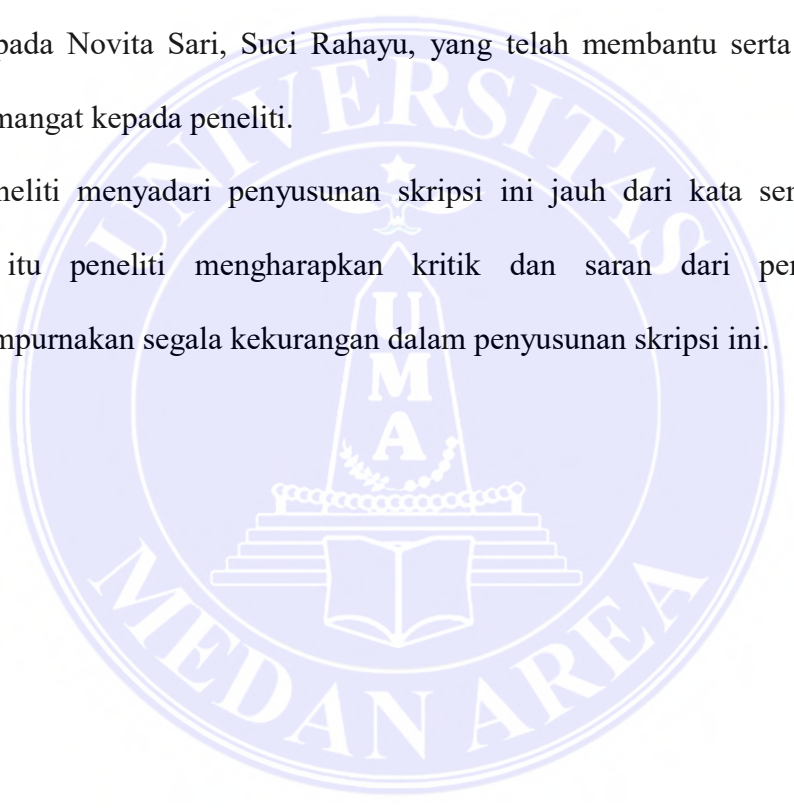 pada Novita Sari, Suci Rahayu, yang telah membantu serta
mangat kepada peneliti.
neliti menyadari penyusunan skripsi ini jauh dari kata ser
itu peneliti mengharapkan kritik dan saran dari per
mpurnakan segala kekurangan dalam penyusunan skripsi ini.
UNIVERSITAS
UMA
MEDAN AREA